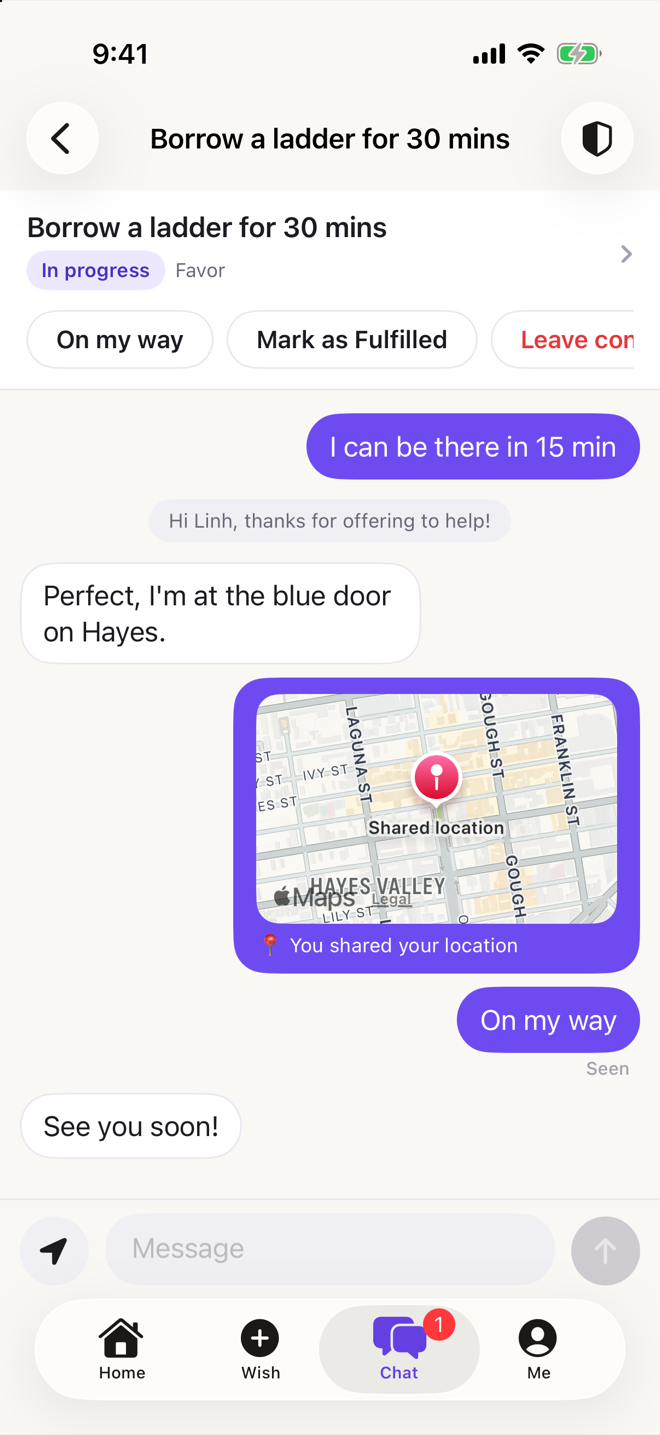 9:41
Borrow a ladder for 30 mins
Borrow a ladder for 30 mins
In progress
Favor
On my way
Mark as Fulfilled
Leave con
I can be there in 15 min
Hi Linh, thanks for offering to help!
Perfect, I'm at the blue door
on Hayes.
LAGUNA ST
GOUGH ST
FRANKLIN ST
ST
Y ST
IVY ST
ES ST
Shared location
HAYES VALLEY
GOUGH
Maps
Legal
LILY ST
You shared your location
On my way
Seen
See you soon!
Message
1
Home
Wish
Chat
Me